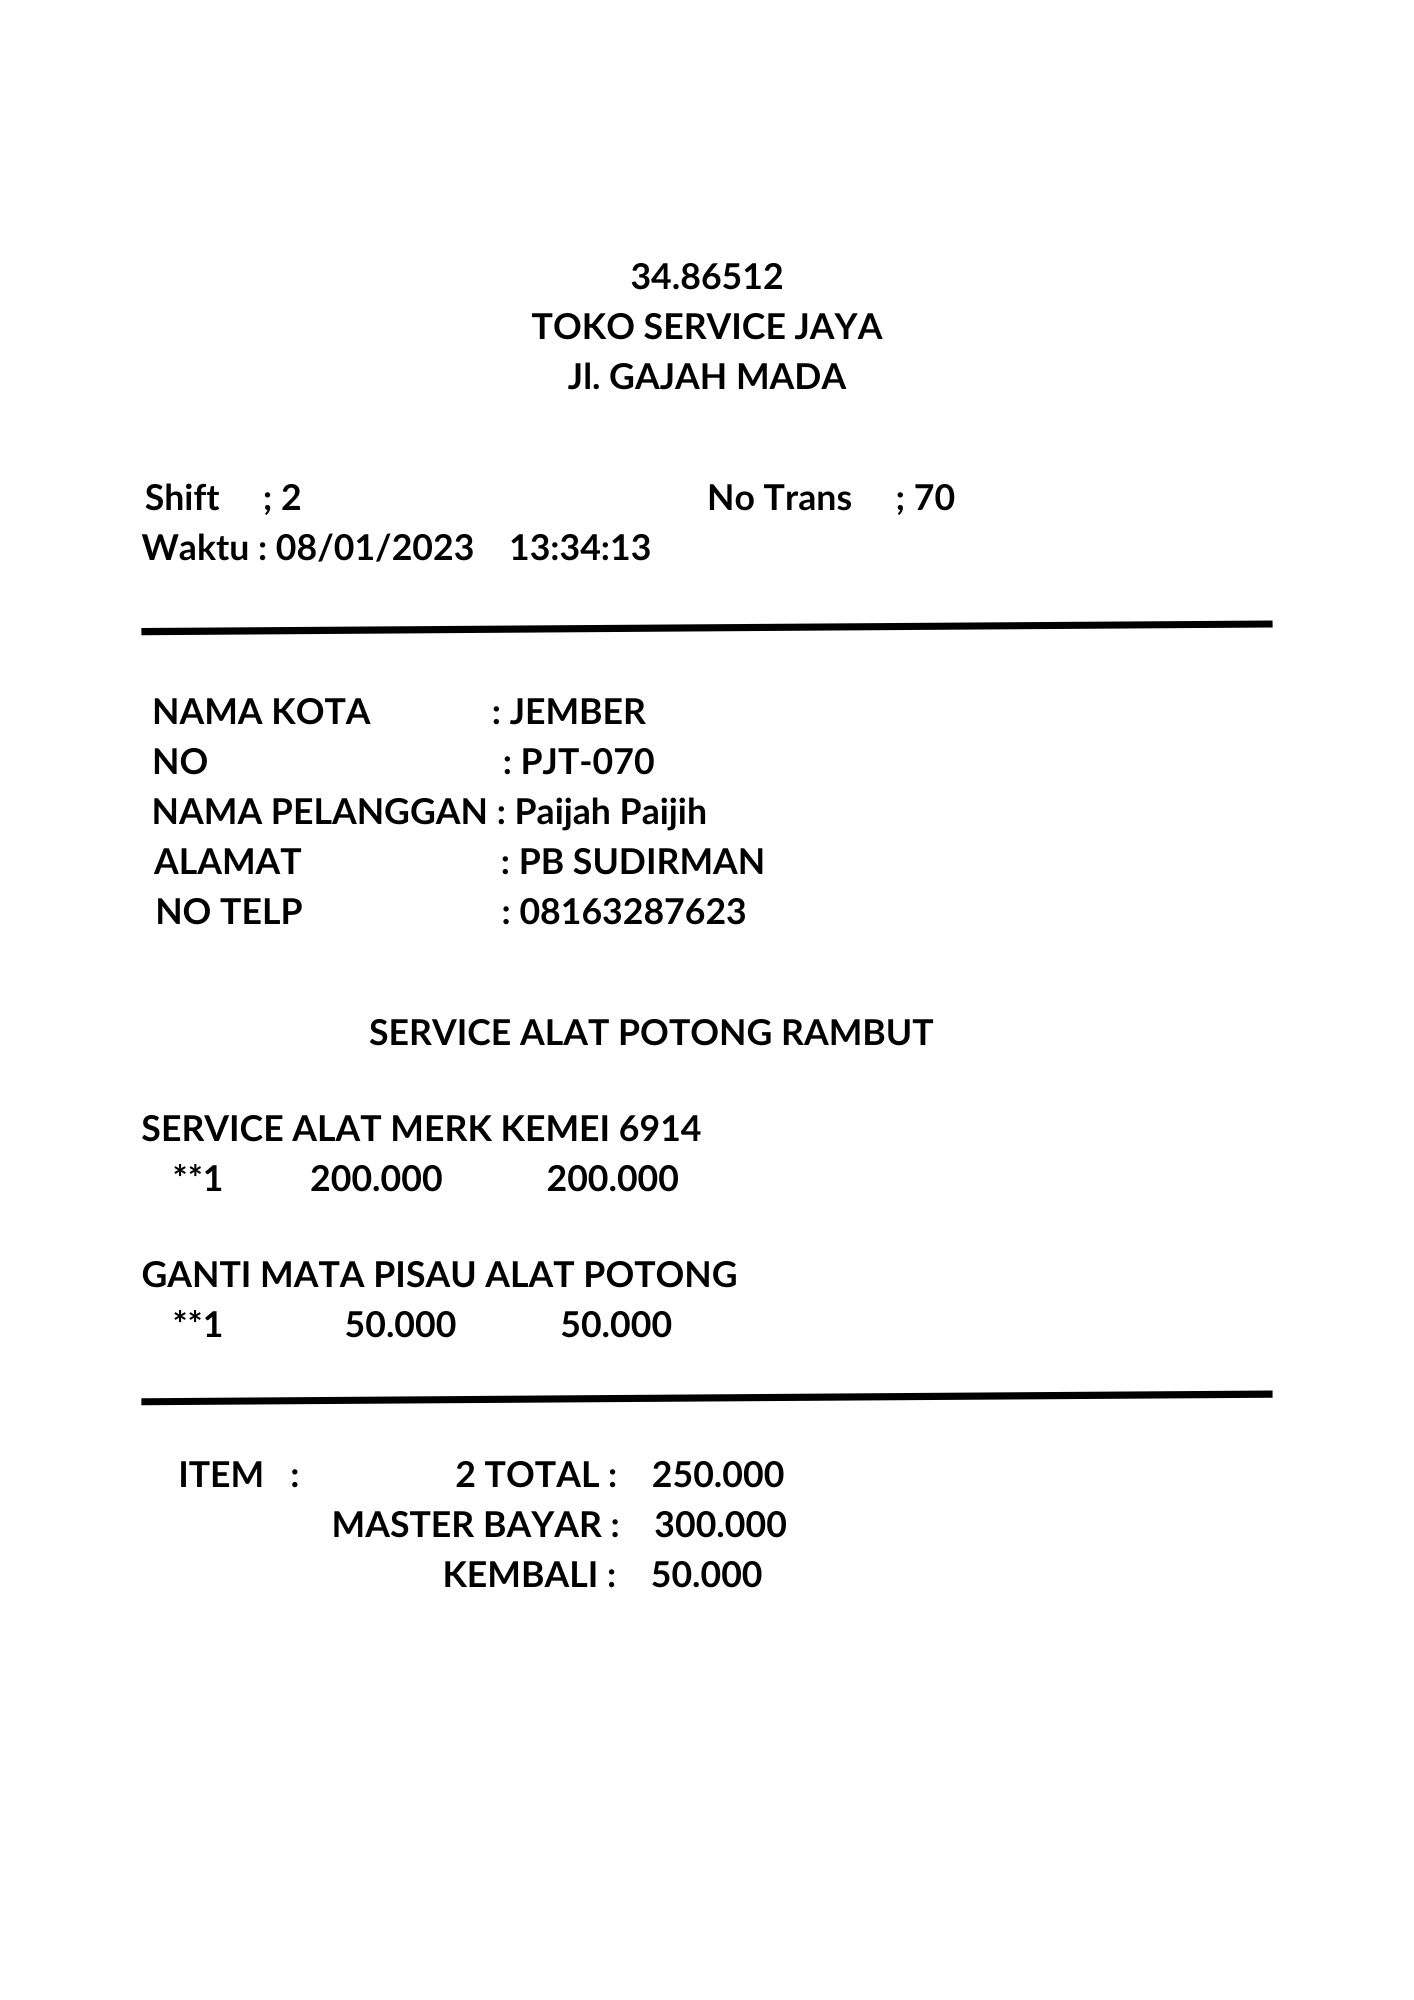 34.86512
TOKO SERVICE JAYA
Jl. GAJAH MADA
Shift ; 2 No Trans ; 70
Waktu : 08/01/2023 13:34:13
NAMA KOTA : JEMBER
NO : PJT-070
NAMA PELANGGAN : Paijah Paijih
ALAMAT : PB SUDIRMAN
NO TELP : 08163287623
SERVICE ALAT POTONG RAMBUT
SERVICE ALAT MERK KEMEI 6914
**1 200.000 200.000
GANTI MATA PISAU ALAT POTONG
**1 50.000 50.000
ITEM : 2 TOTAL : 250.000
MASTER BAYAR : 300.000
KEMBALI : 50.000